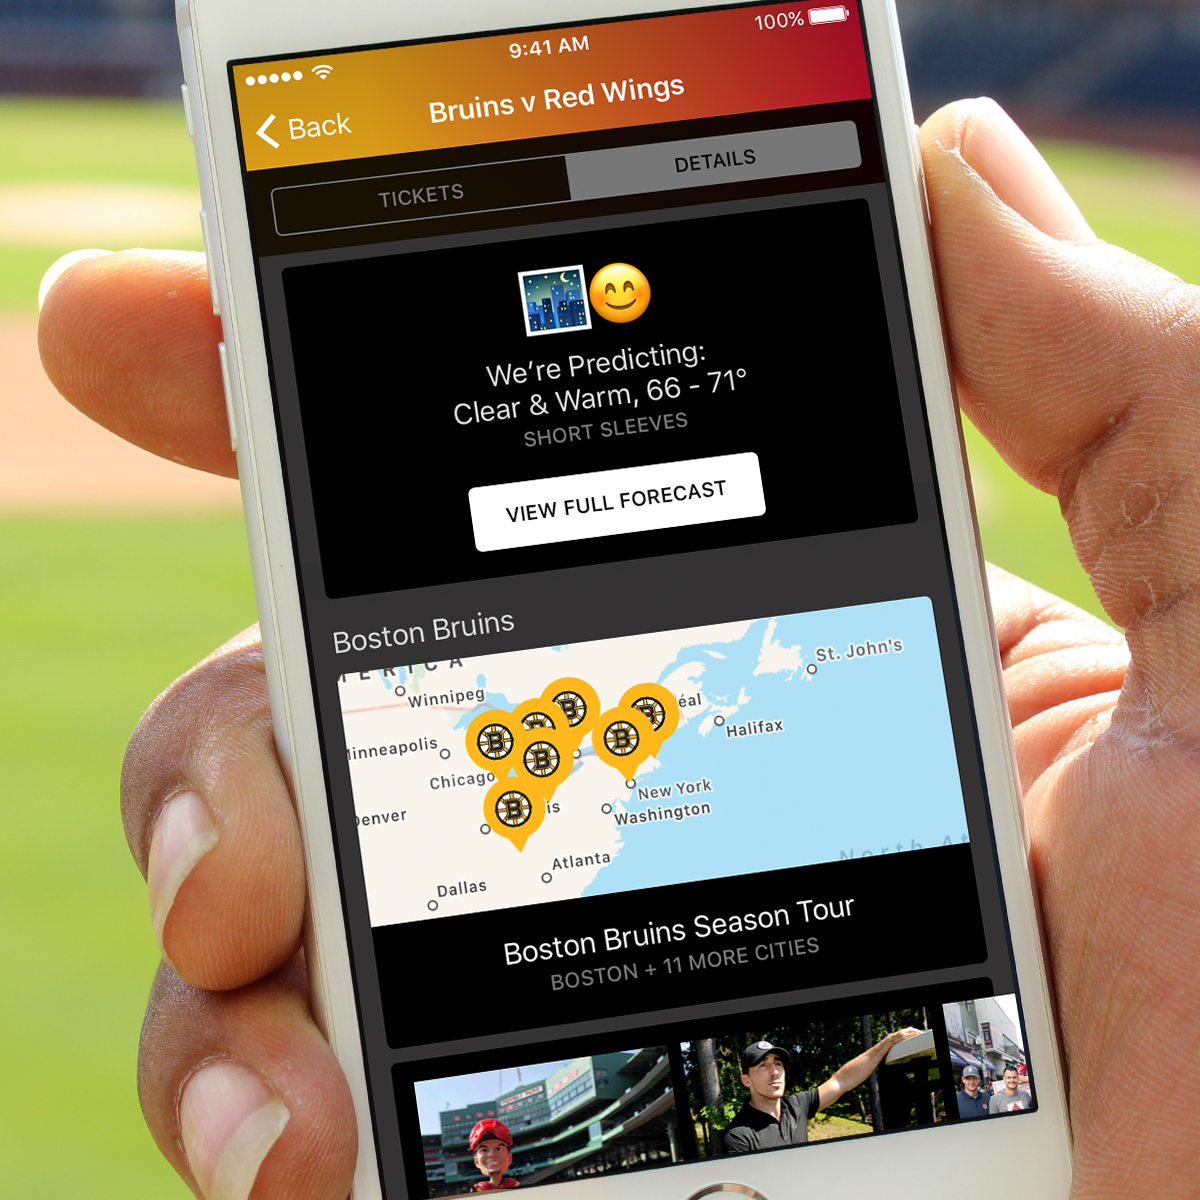 100%
9:41 AM
Back
Bruins v Red Wings
TICKETS
DETAILS
We're Predicting:
Clear & Warm, 66 - 71°
SHORT SLEEVES
VIEW FULL FORECAST
Boston Bruins
ERICA
St. John's
Winnipeg
éal
Halifax
inneapolis
Chicago
New York
is
Washington
enver
Atlanta
North At
Dallas
B
B
B
B
B
B
B
Boston Bruins Season Tour
BOSTON + 11 MORE CITIES